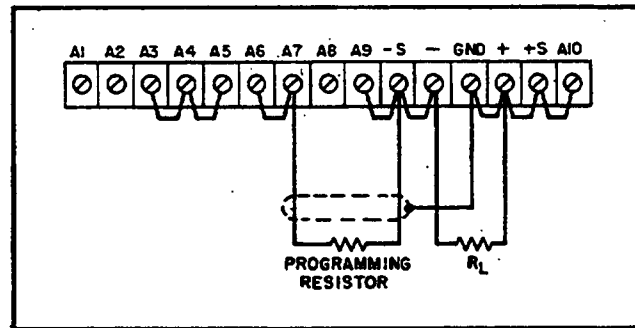 A1 A2 A3 A4 A5 A6 A7 A8 A9 -S - GND + +S A10
PROGRAMMING
RESISTOR
RL